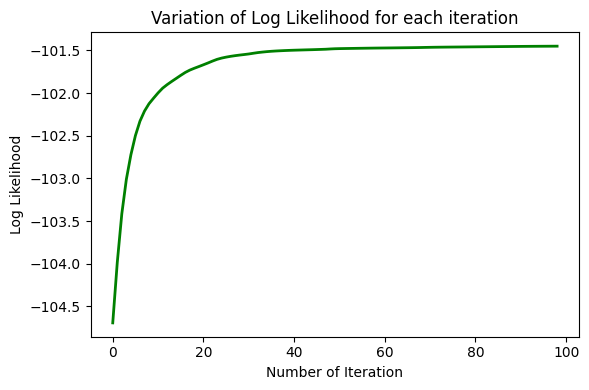 Variation of Log Likelihood for each iteration
Log Likelihood
−101.5
−102.0
−102.5
−103.0
−103.5
−104.0
−104.5
0 20 40 60 80 100
Number of Iteration